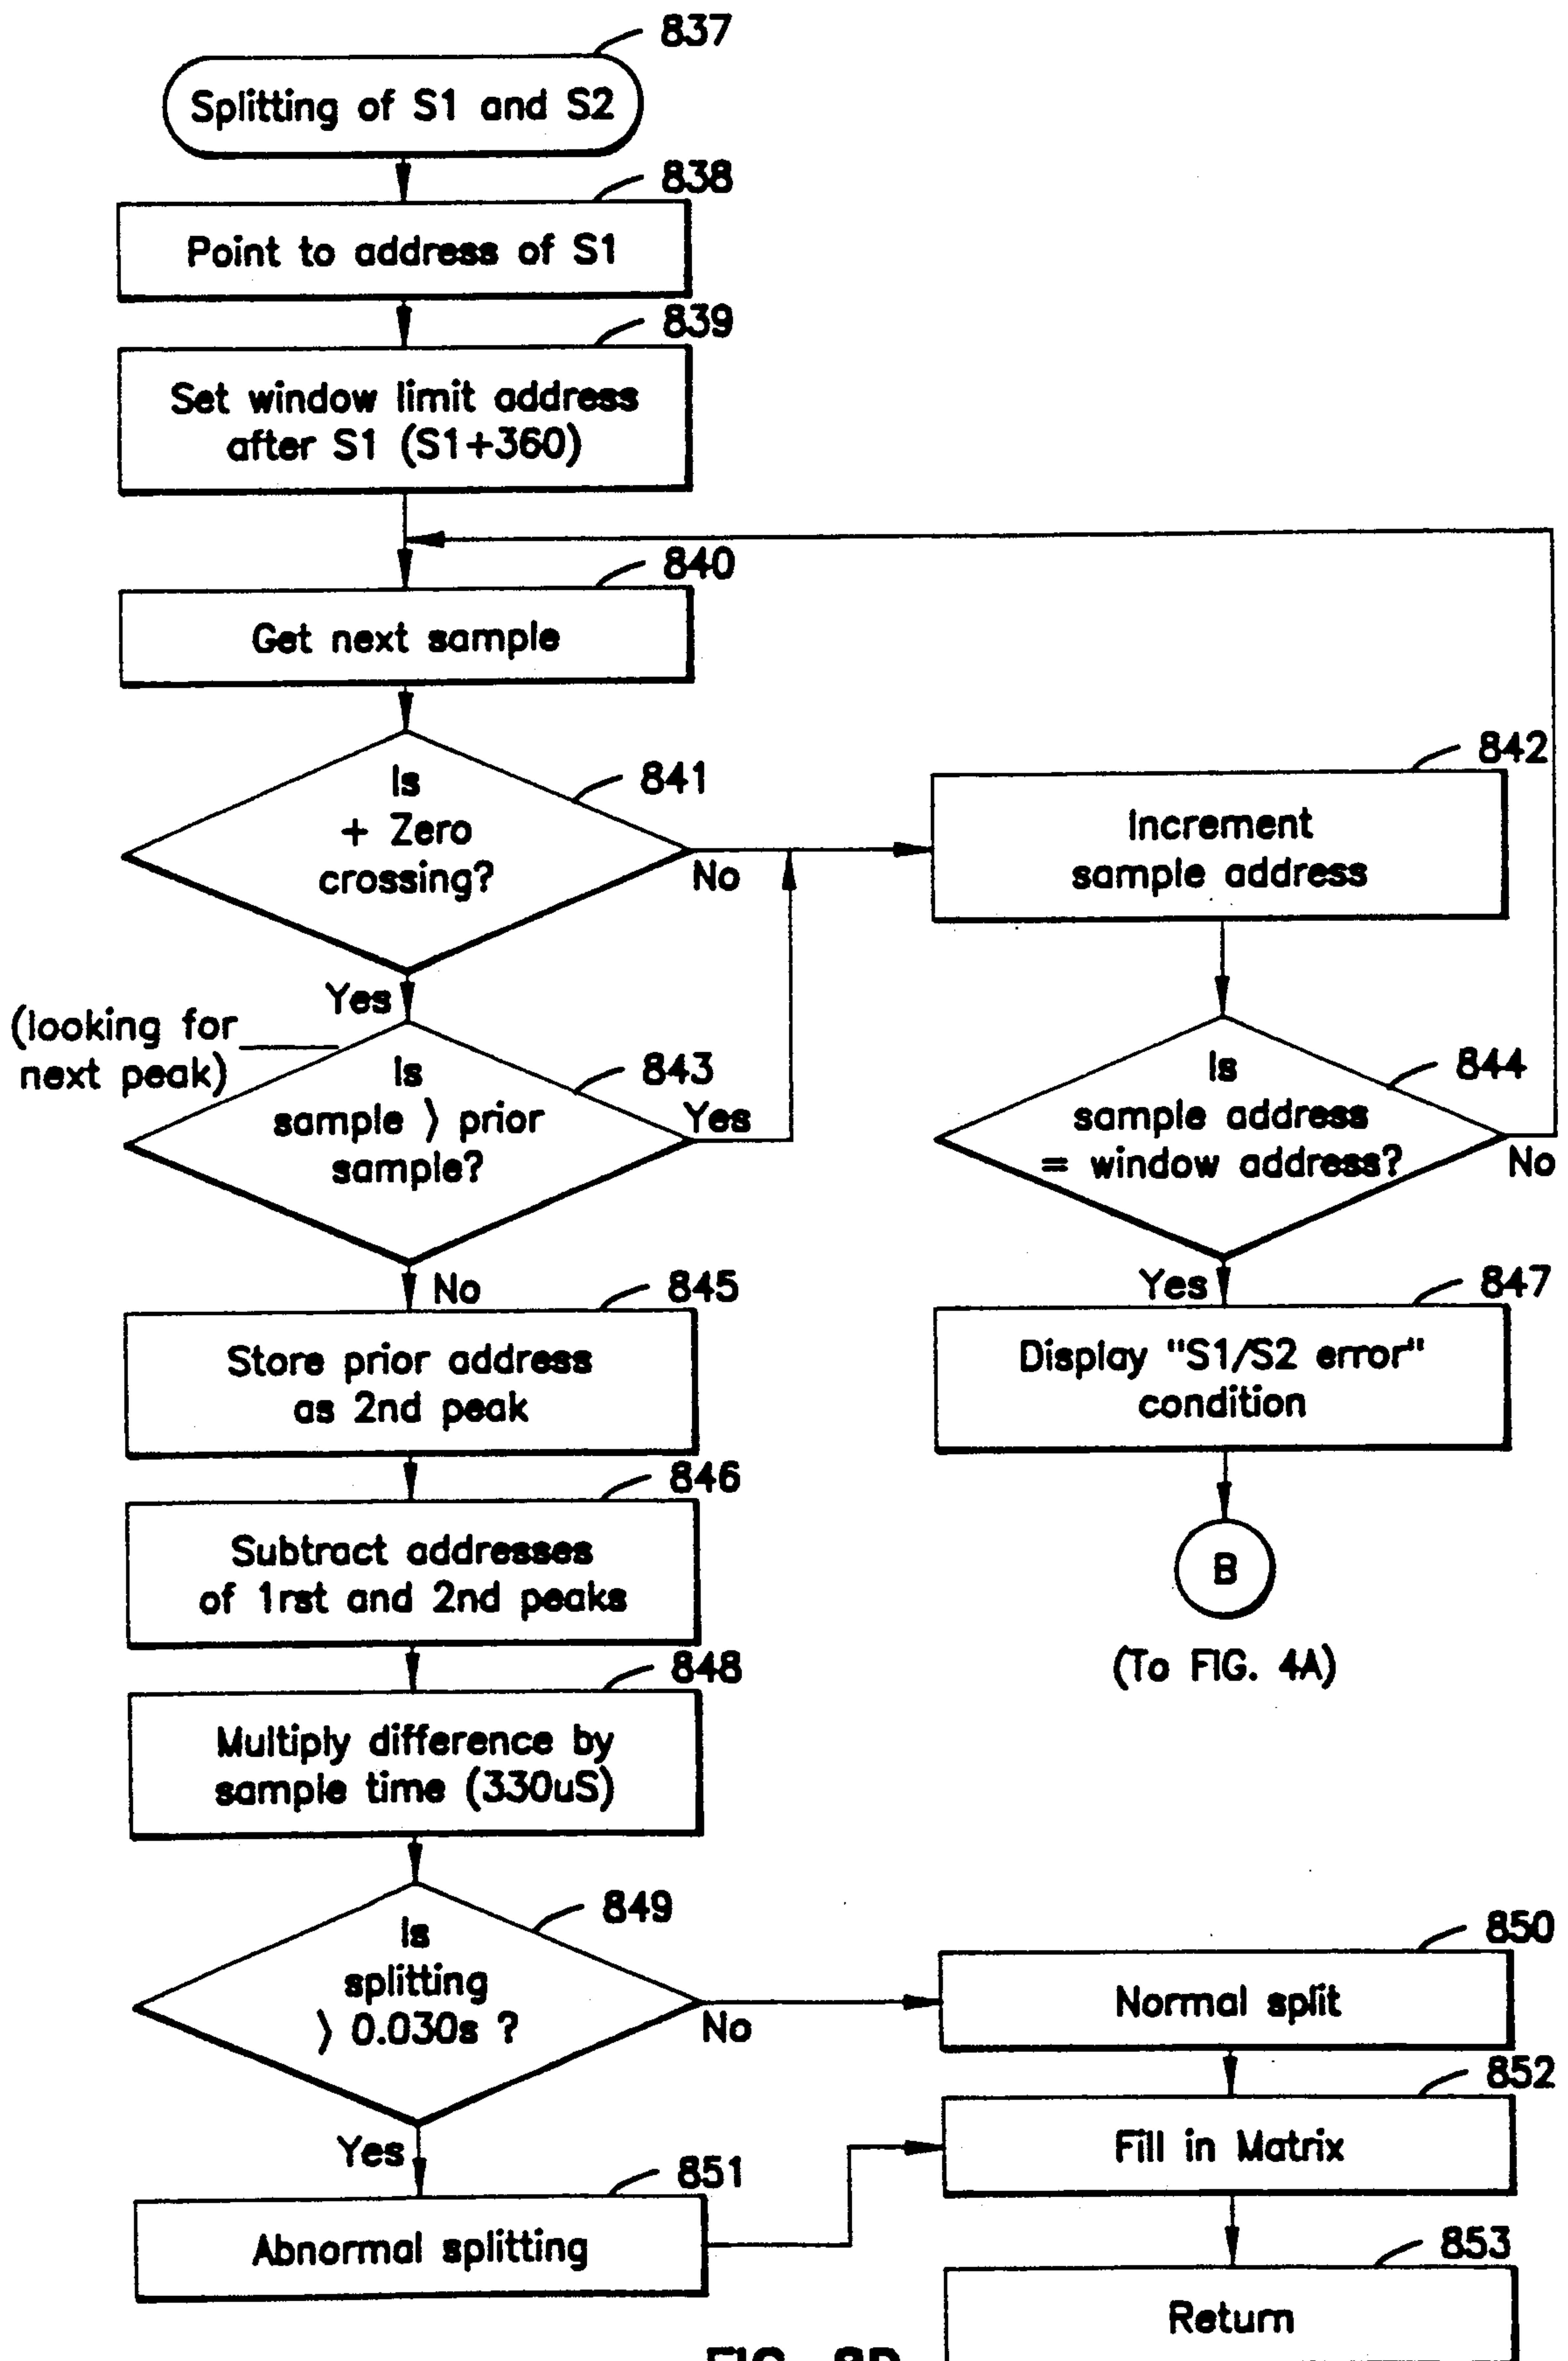 837
Splitting of S1 and S2
838
Point to address of S1
839
Set window limit address
after S1 (S1+360)
840
Get next sample
841
Is
+ Zero
crossing?
No
842
Increment
sample address
Yes
(looking for
next peak)
843
Is
sample > prior
sample?
Yes
844
Is
sample address
= window address?
No
No
845
Store prior address
as 2nd peak
Yes
847
Display "S1/S2 error"
condition
846
Subtract addresses
of 1rst and 2nd peaks
B
(To FIG. 4A)
848
Multiply difference by
sample time (330uS)
849
Is
splitting
> 0.030s ?
No
850
Normal split
852
Fill in Matrix
Yes
851
Abnormal splitting
853
Return